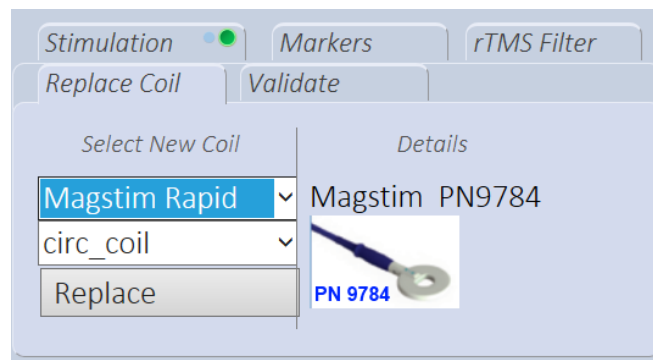 Stimulation Markers rTMS Filter
Replace Coil Validate
Select New Coil Details
Magstim Rapid Magstim PN9784
circ_coil
Replace PN 9784